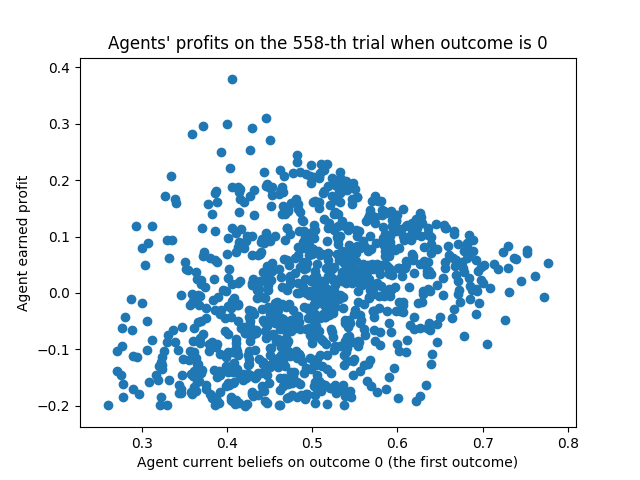 Agents' profits on the 558-th trial when outcome is 0
0.4
0.3
0.2
0.1
0.0
−0.1
−0.2
Agent earned profit
0.3 0.4 0.5 0.6 0.7 0.8
Agent current beliefs on outcome 0 (the first outcome)